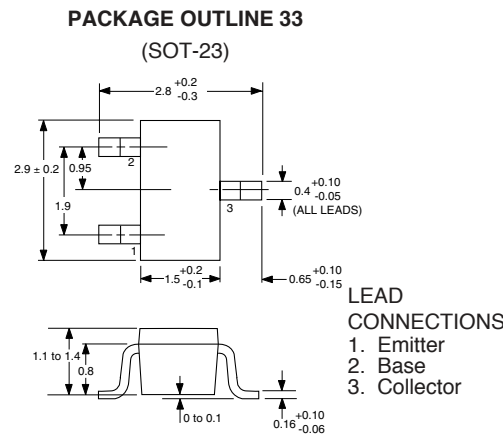 PACKAGE OUTLINE 33
(SOT-23)
2.8 +0.2 -0.3
2
2.9 ± 0.2
0.95
1.9
0.4 +0.10 -0.05
(ALL LEADS)
3
1
1.5 +0.2 -0.1
0.65 +0.10 -0.15
LEAD
CONNECTIONS
1. Emitter
2. Base
3. Collector
1.1 to 1.4
0.8
0 to 0.1
0.16 +0.10 -0.06